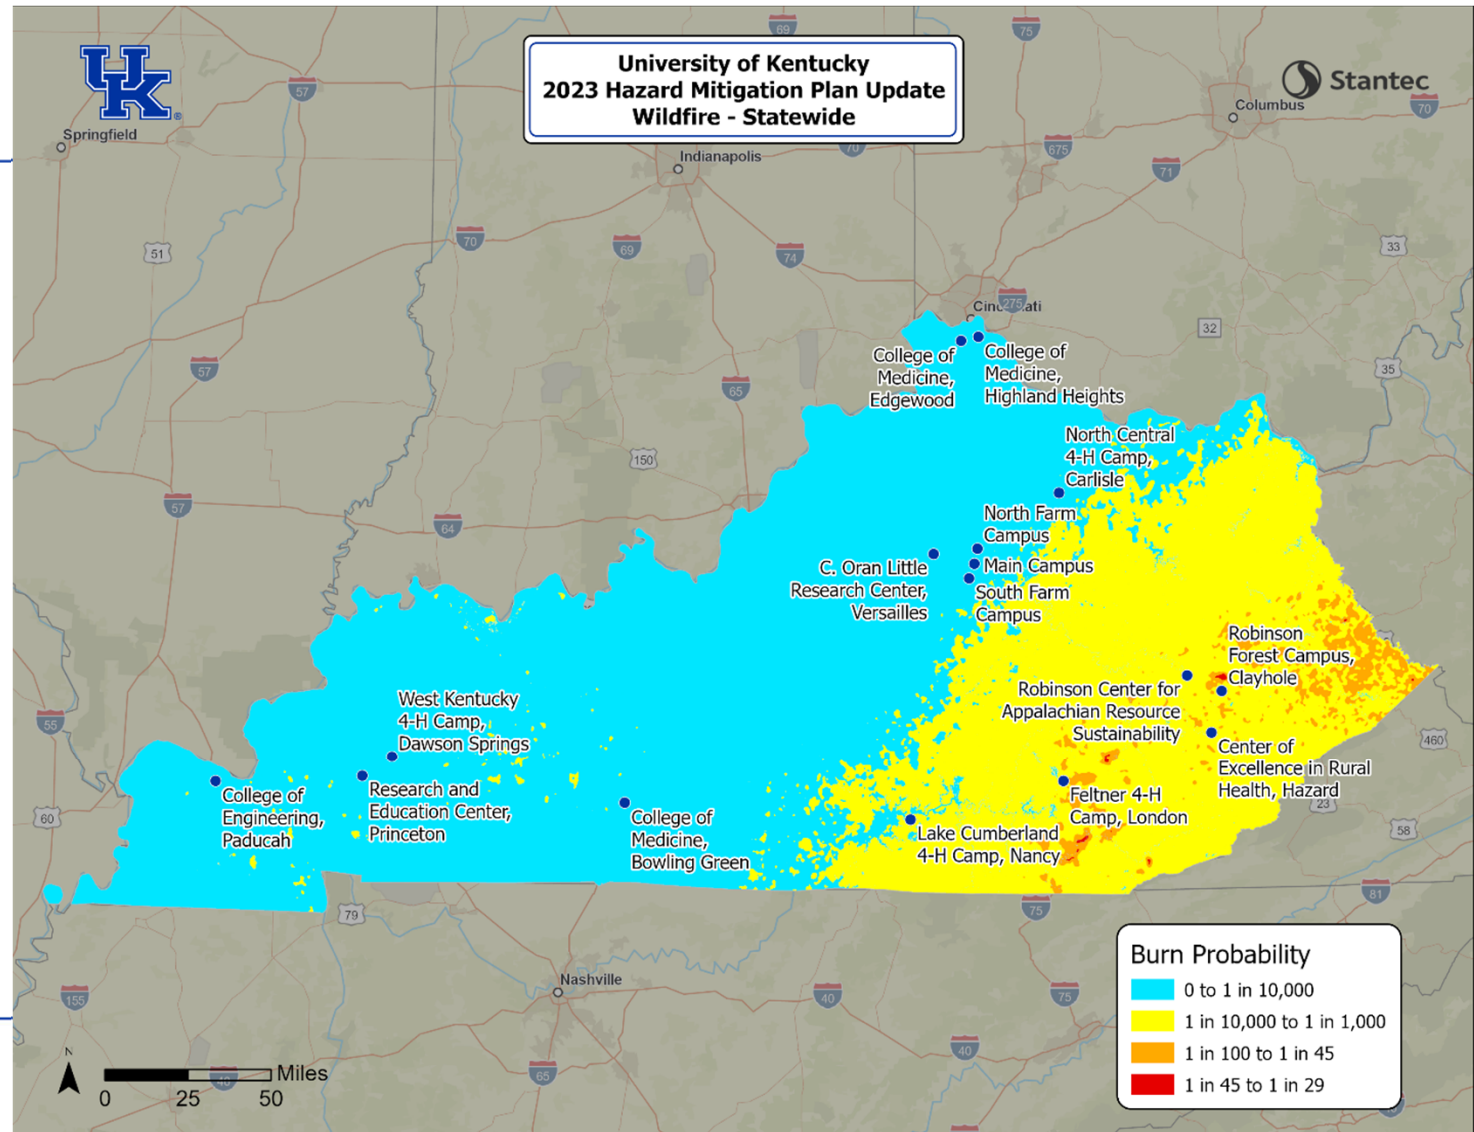 UK
Springfield
University of Kentucky
2023 Hazard Mitigation Plan Update
Wildfire - Statewide
Stantec
Columbus
Indianapolis
69
75
57
70
70
675
71
51
70
69
74
33
275
Cincinnati
32
57
65
35
College of
Medicine,
Edgewood
College of
Medicine,
Highland Heights
150
North Central
4-H Camp,
Carlisle
57
64
North Farm
Campus
C. Oran Little
Research Center,
Versailles
Main Campus
South Farm
Campus
Robinson
Forest Campus,
Clayhole
55
West Kentucky
4-H Camp,
Dawson Springs
Robinson Center for
Appalachian Resource
Sustainability
460
60
College of
Engineering,
Paducah
Research and
Education Center,
Princeton
College of
Medicine,
Bowling Green
Lake Cumberland
4-H Camp, Nancy
Feltner 4-H
Camp, London
Center of
Excellence in Rural
Health, Hazard
23
58
79
75
81
Nashville
155
40
75
40
65
Burn Probability
0 to 1 in 10,000
1 in 10,000 to 1 in 1,000
1 in 100 to 1 in 45
1 in 45 to 1 in 29
N
Miles
0 25 50